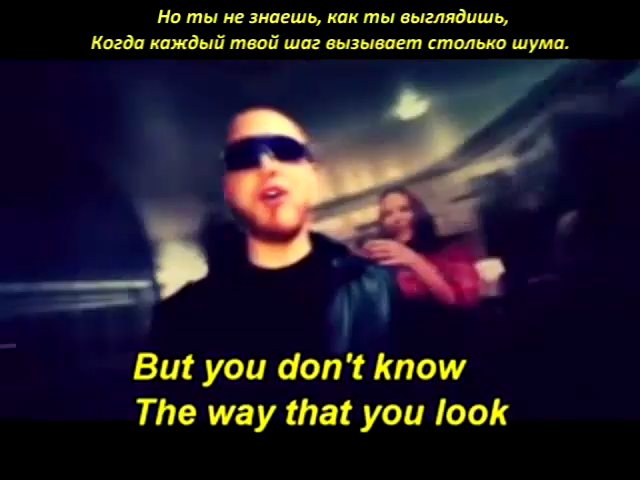 Но ты не знаешь, как ты выглядишь,
Когда каждый твой шаг вызывает столько шума.
But you don't know
The way that you look